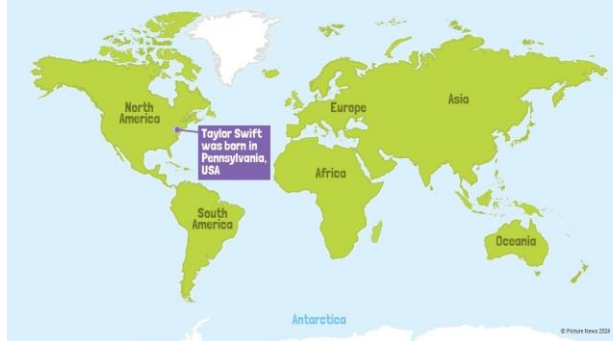 North
America
Europe
Asia
Taylor Swift
was born in
Pennsylvania,
USA
Africa
South
America
Oceania
Antarctica
© Picture News 2024